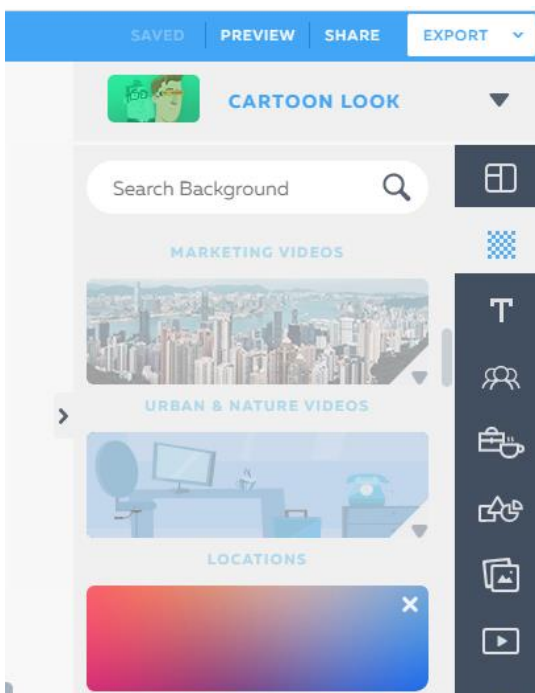 SAVED PREVIEW SHARE EXPORT
CARTOON LOOK
Search Background
MARKETING VIDEOS
URBAN & NATURE VIDEOS
LOCATIONS